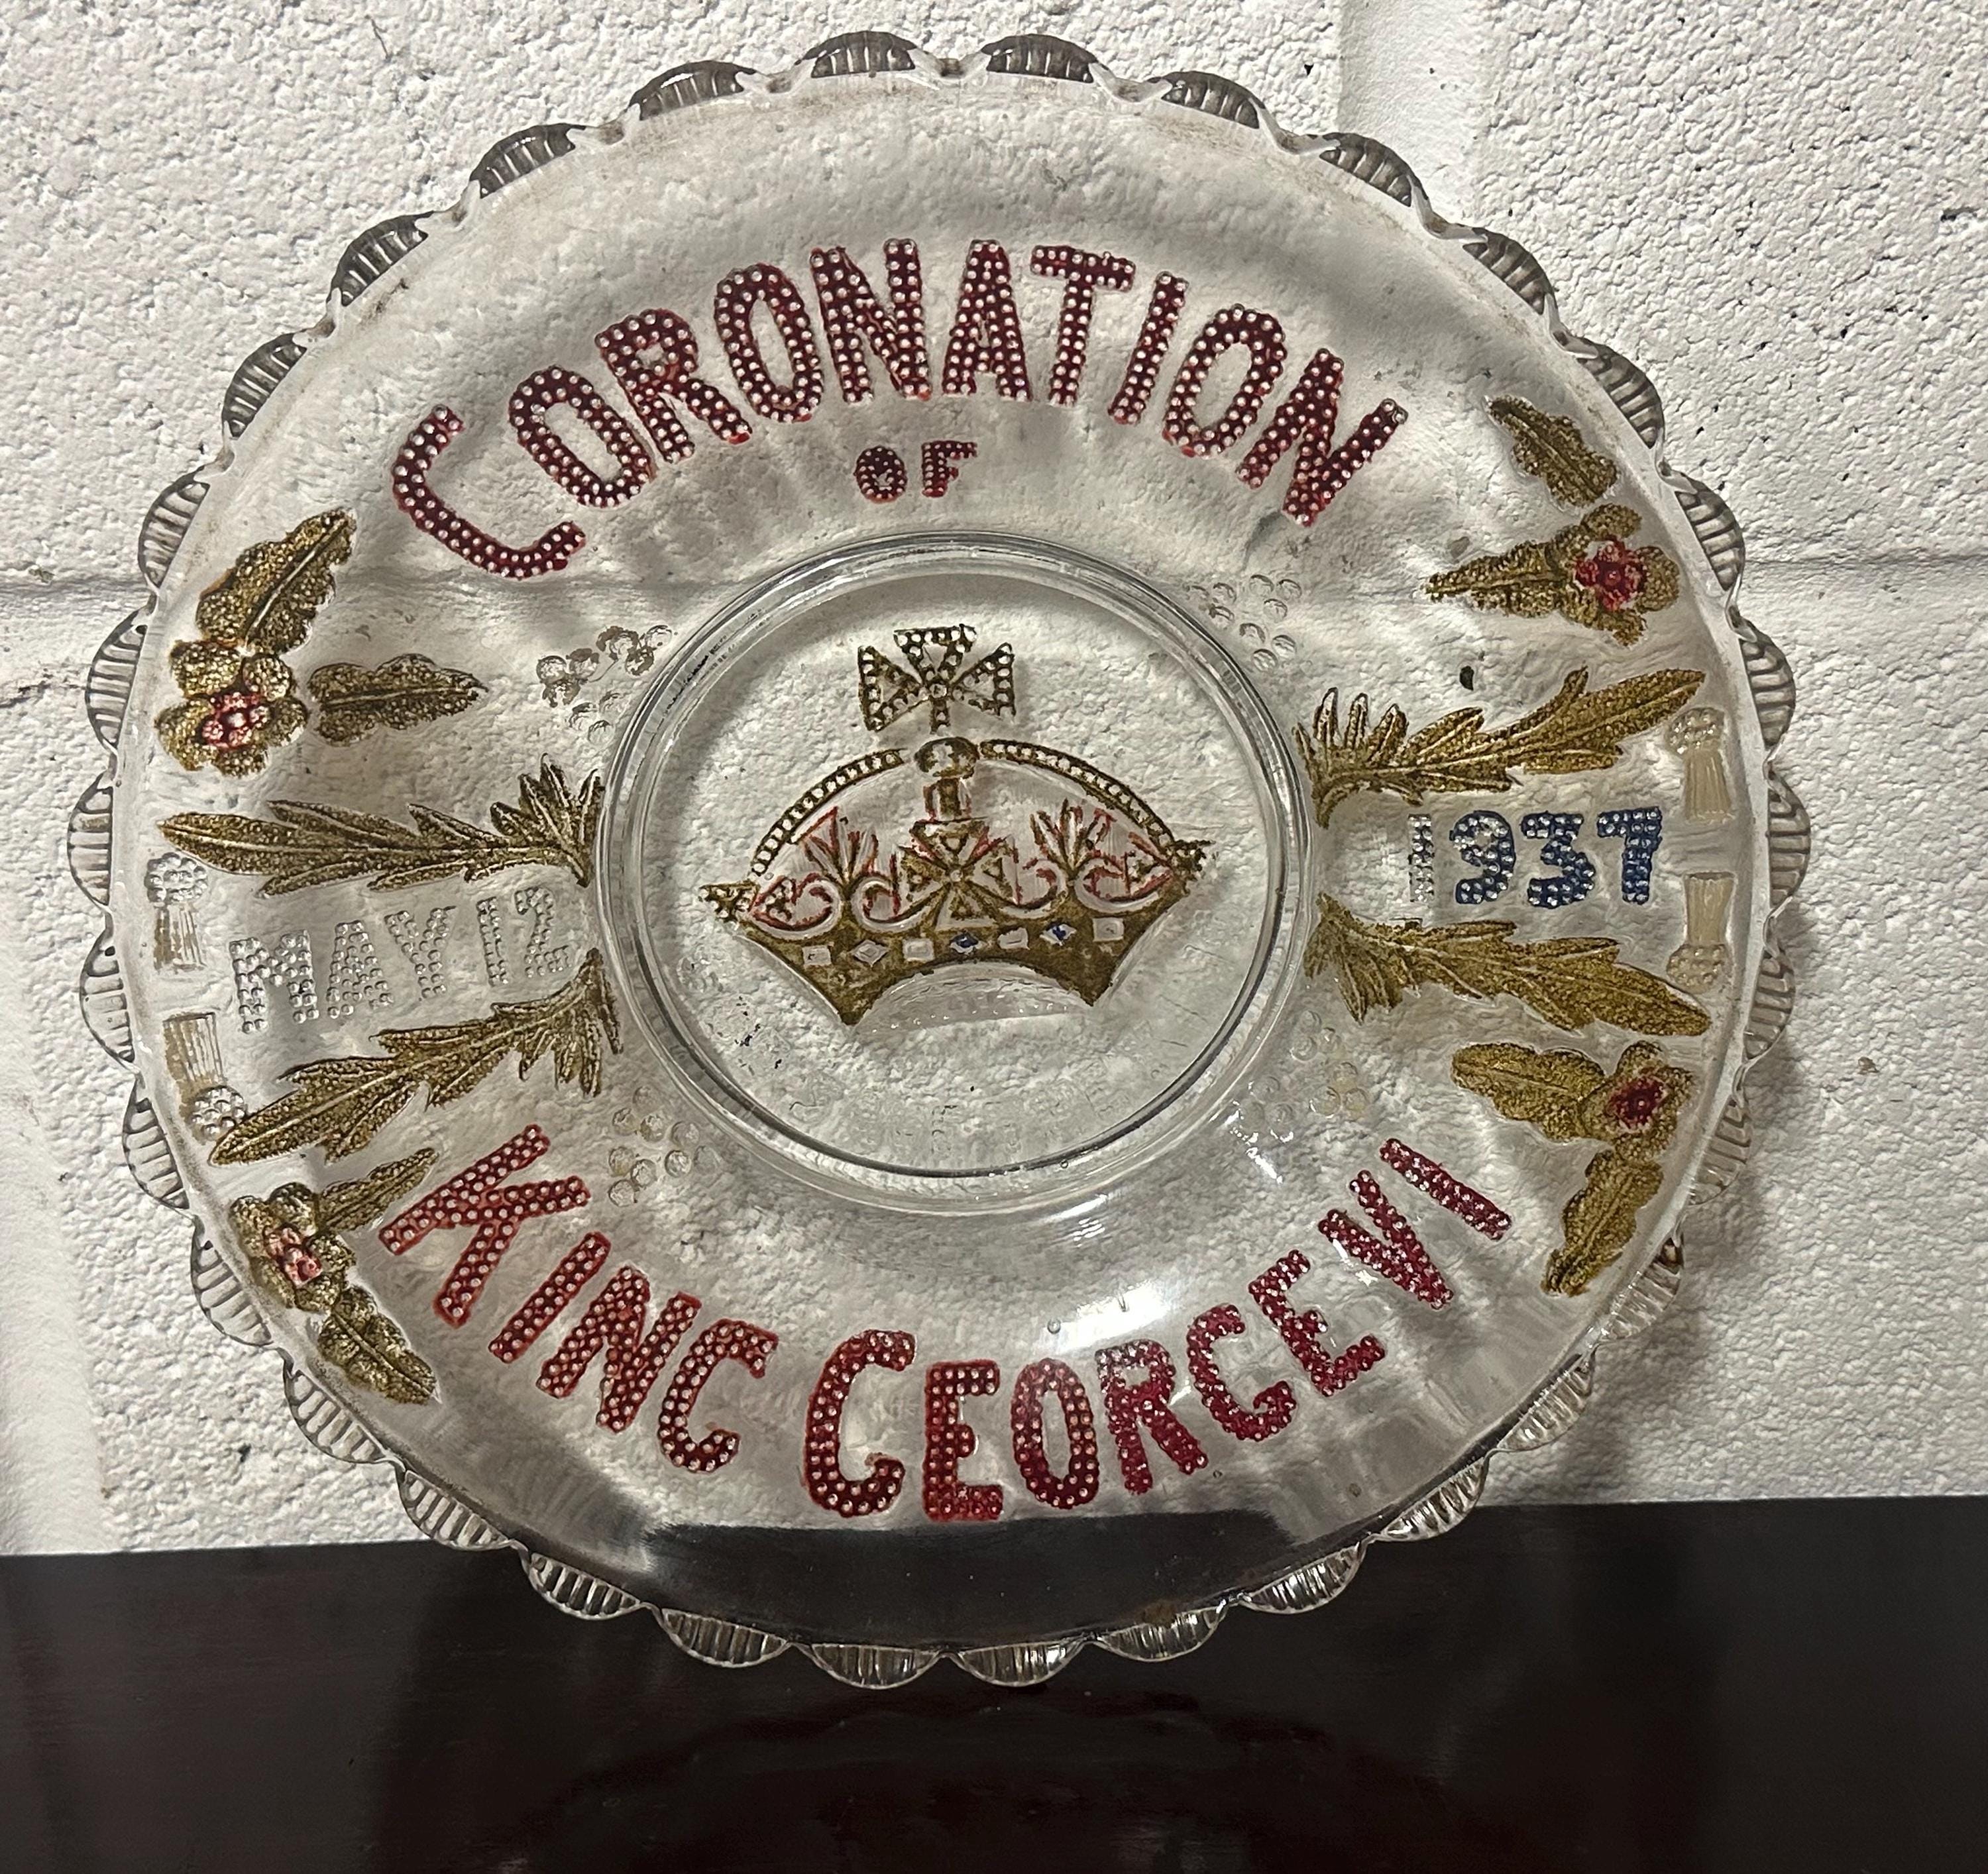 CORONATION
OF
MAY 12
1937
KING GEORGE VI